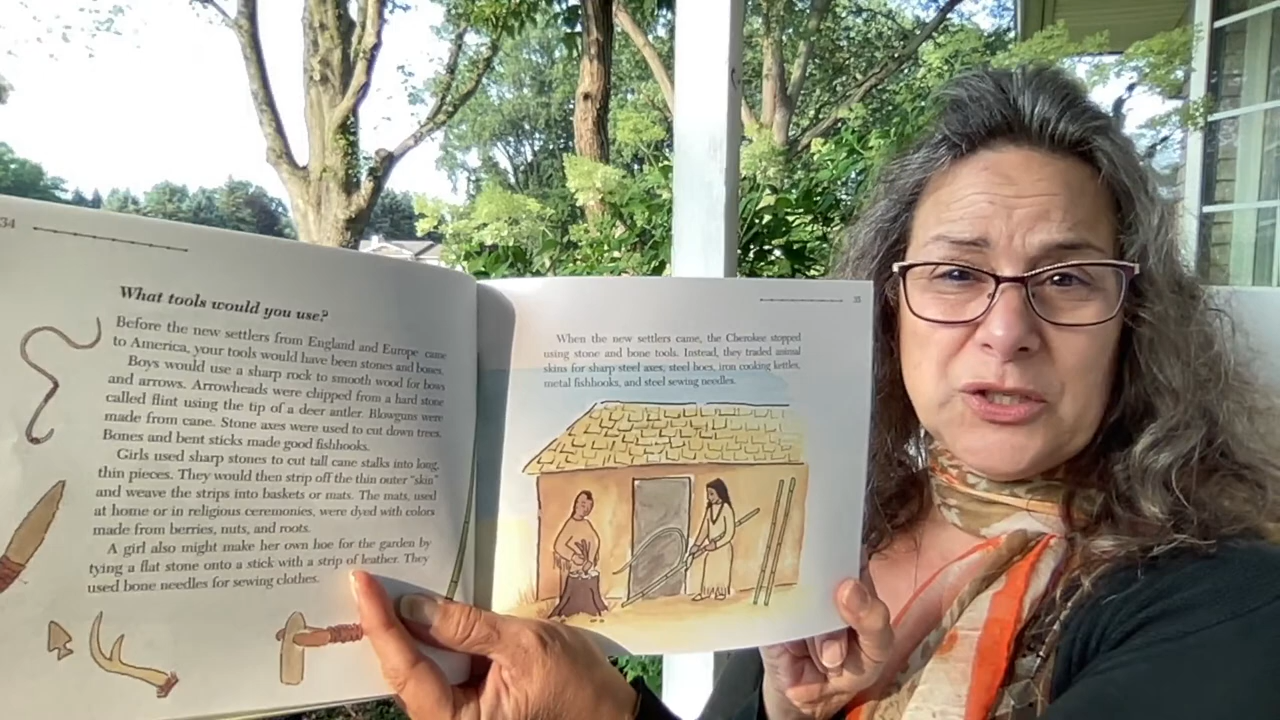 34
What tools would you use?
Before the new settlers from England and Europe came
to America, your tools would have been stones and bones.
Boys would use a sharp rock to smooth wood for bows
and arrows. Arrowheads were chipped from a hard stone
called flint using the tip of a deer antler. Blowguns were
made from cane. Stone axes were used to cut down trees.
Bones and bent sticks made good fishhooks.
Girls used sharp stones to cut tall cane stalks into long,
thin pieces. They would then strip off the thin outer "skin"
and weave the strips into baskets or mats. The mats, used
at home or in religious ceremonies, were dyed with colors
made from berries, nuts, and roots.
A girl also might make her own hoe for the garden by
tying a flat stone onto a stick with a strip of leather. They
used bone needles for sewing clothes.
35
When the new settlers came, the Cherokee stopped
using stone and bone tools. Instead, they traded animal
skins for sharp steel axes, steel hoes, iron cooking kettles,
metal fishhooks, and steel sewing needles.